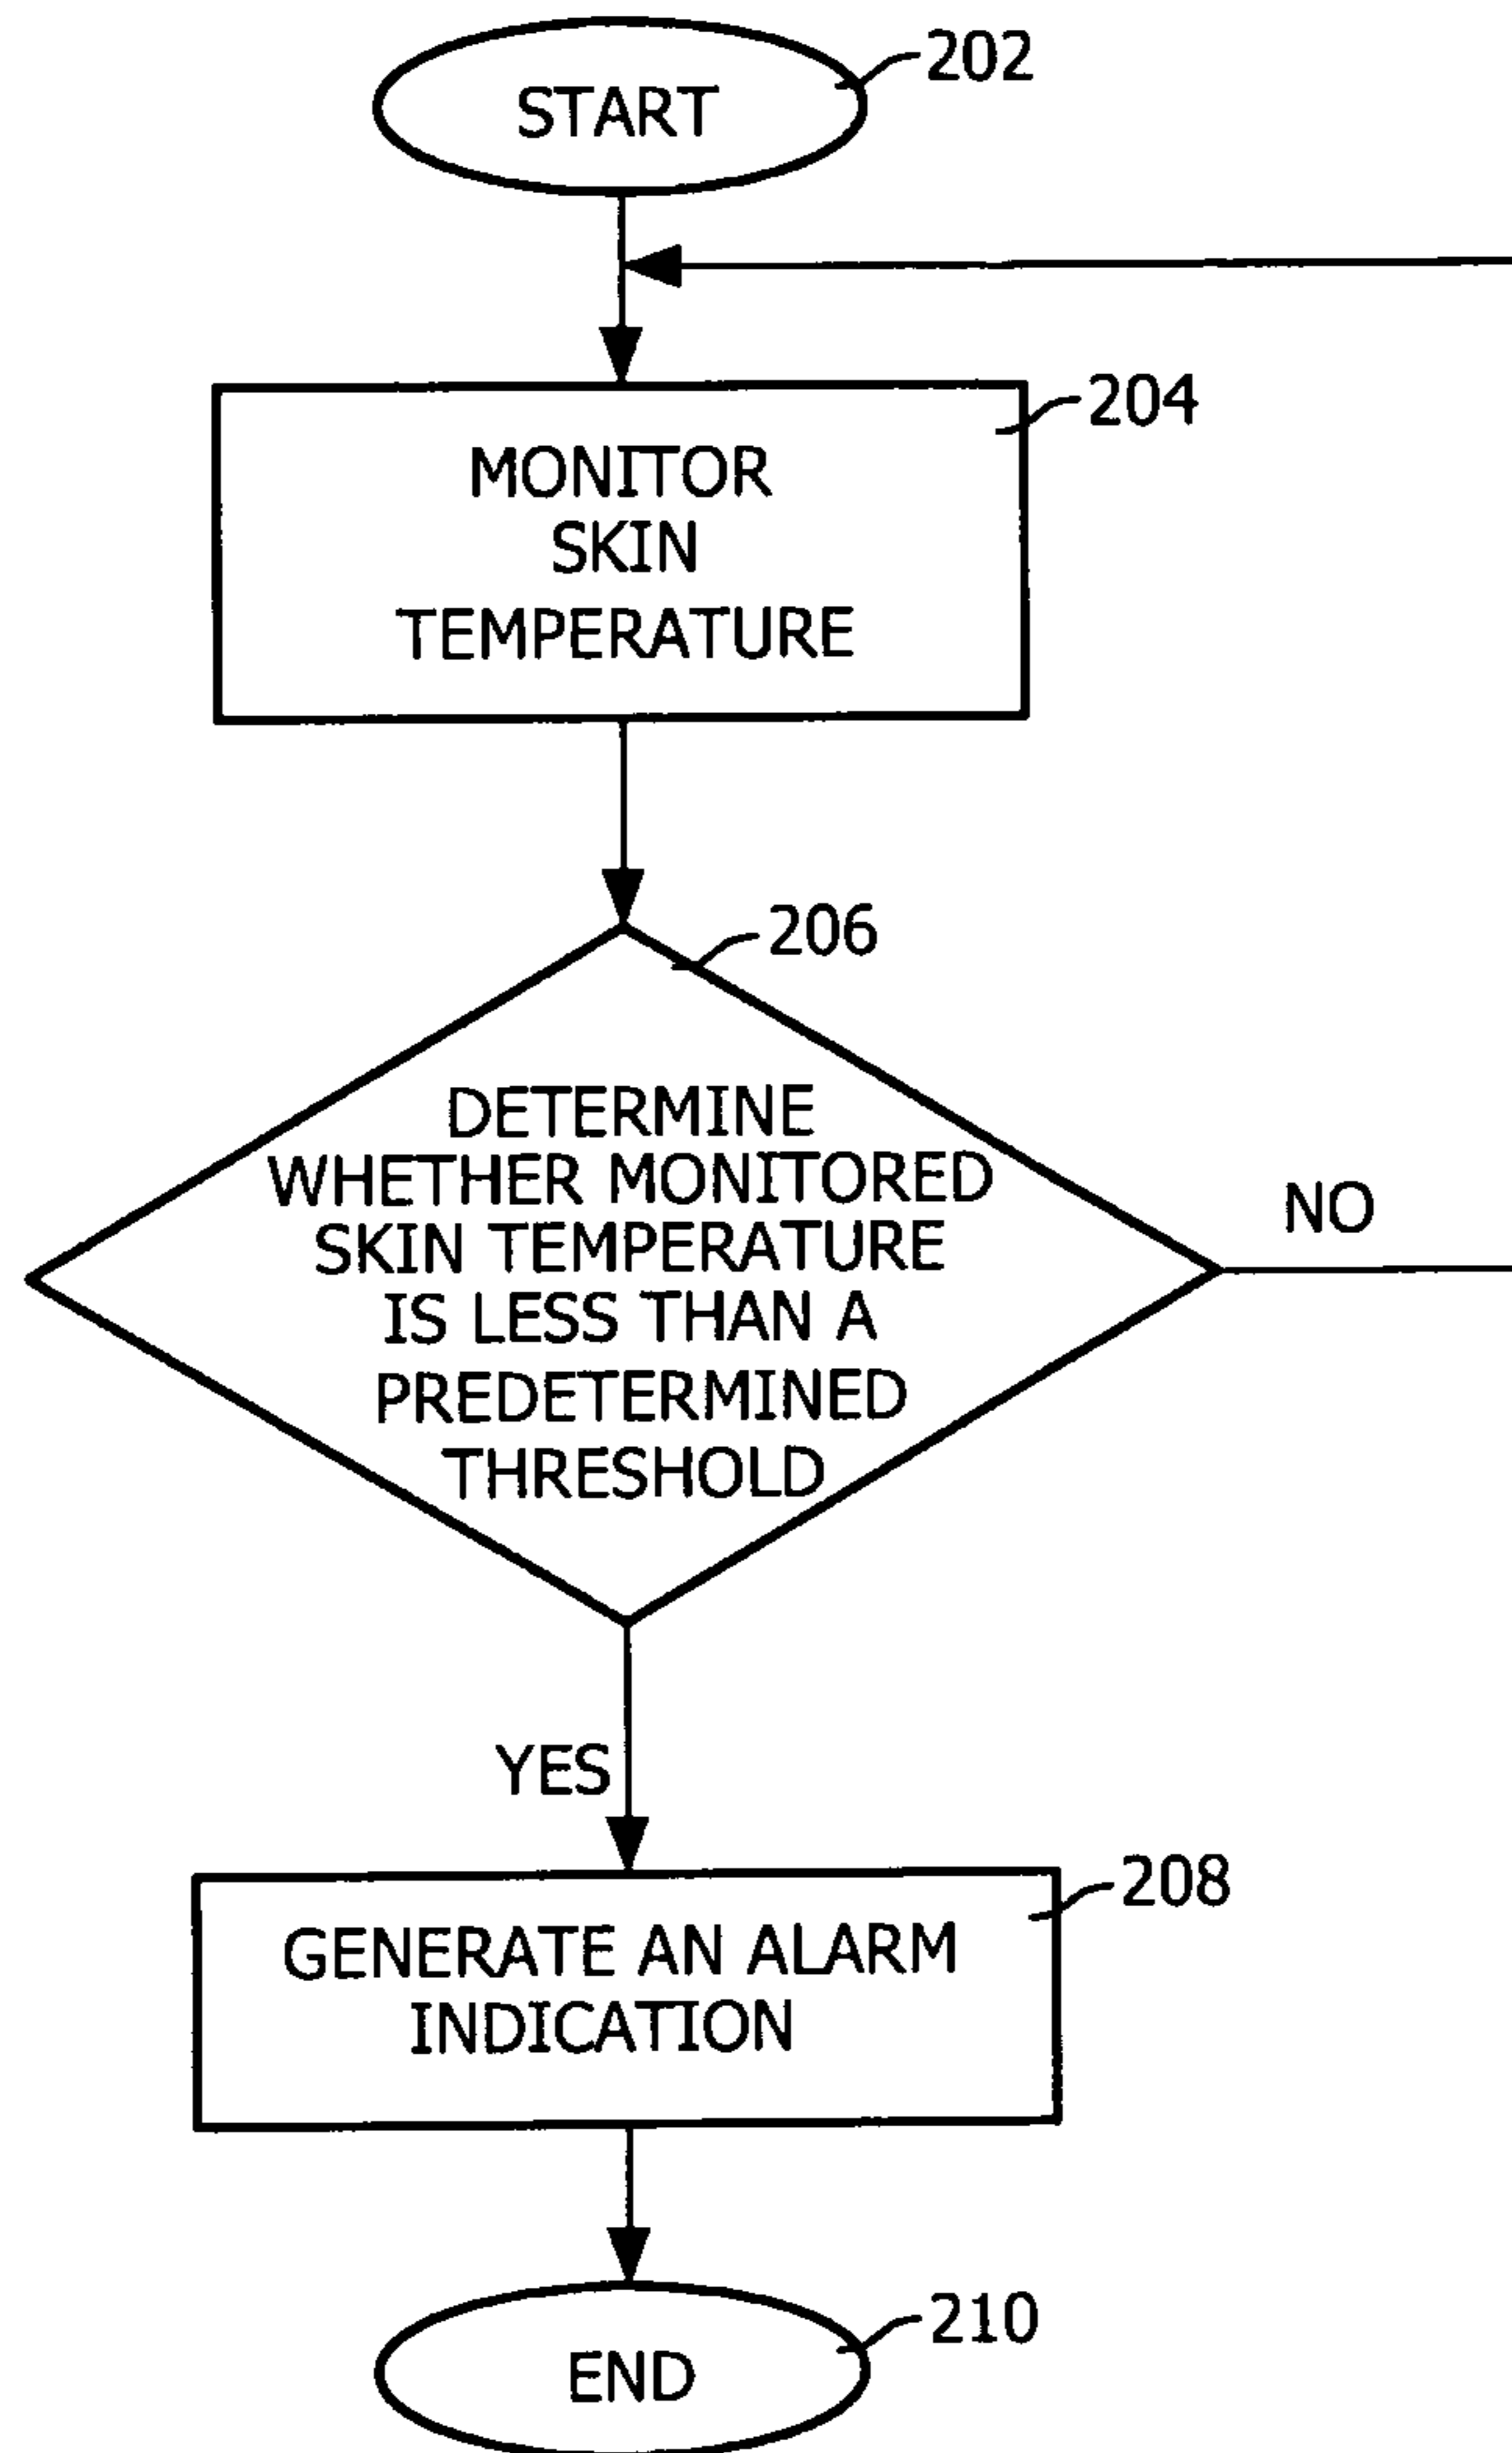 202
START
204
MONITOR
SKIN
TEMPERATURE
206
DETERMINE
WHETHER MONITORED
SKIN TEMPERATURE
IS LESS THAN A
PREDETERMINED
THRESHOLD
NO
YES
208
GENERATE AN ALARM
INDICATION
210
END